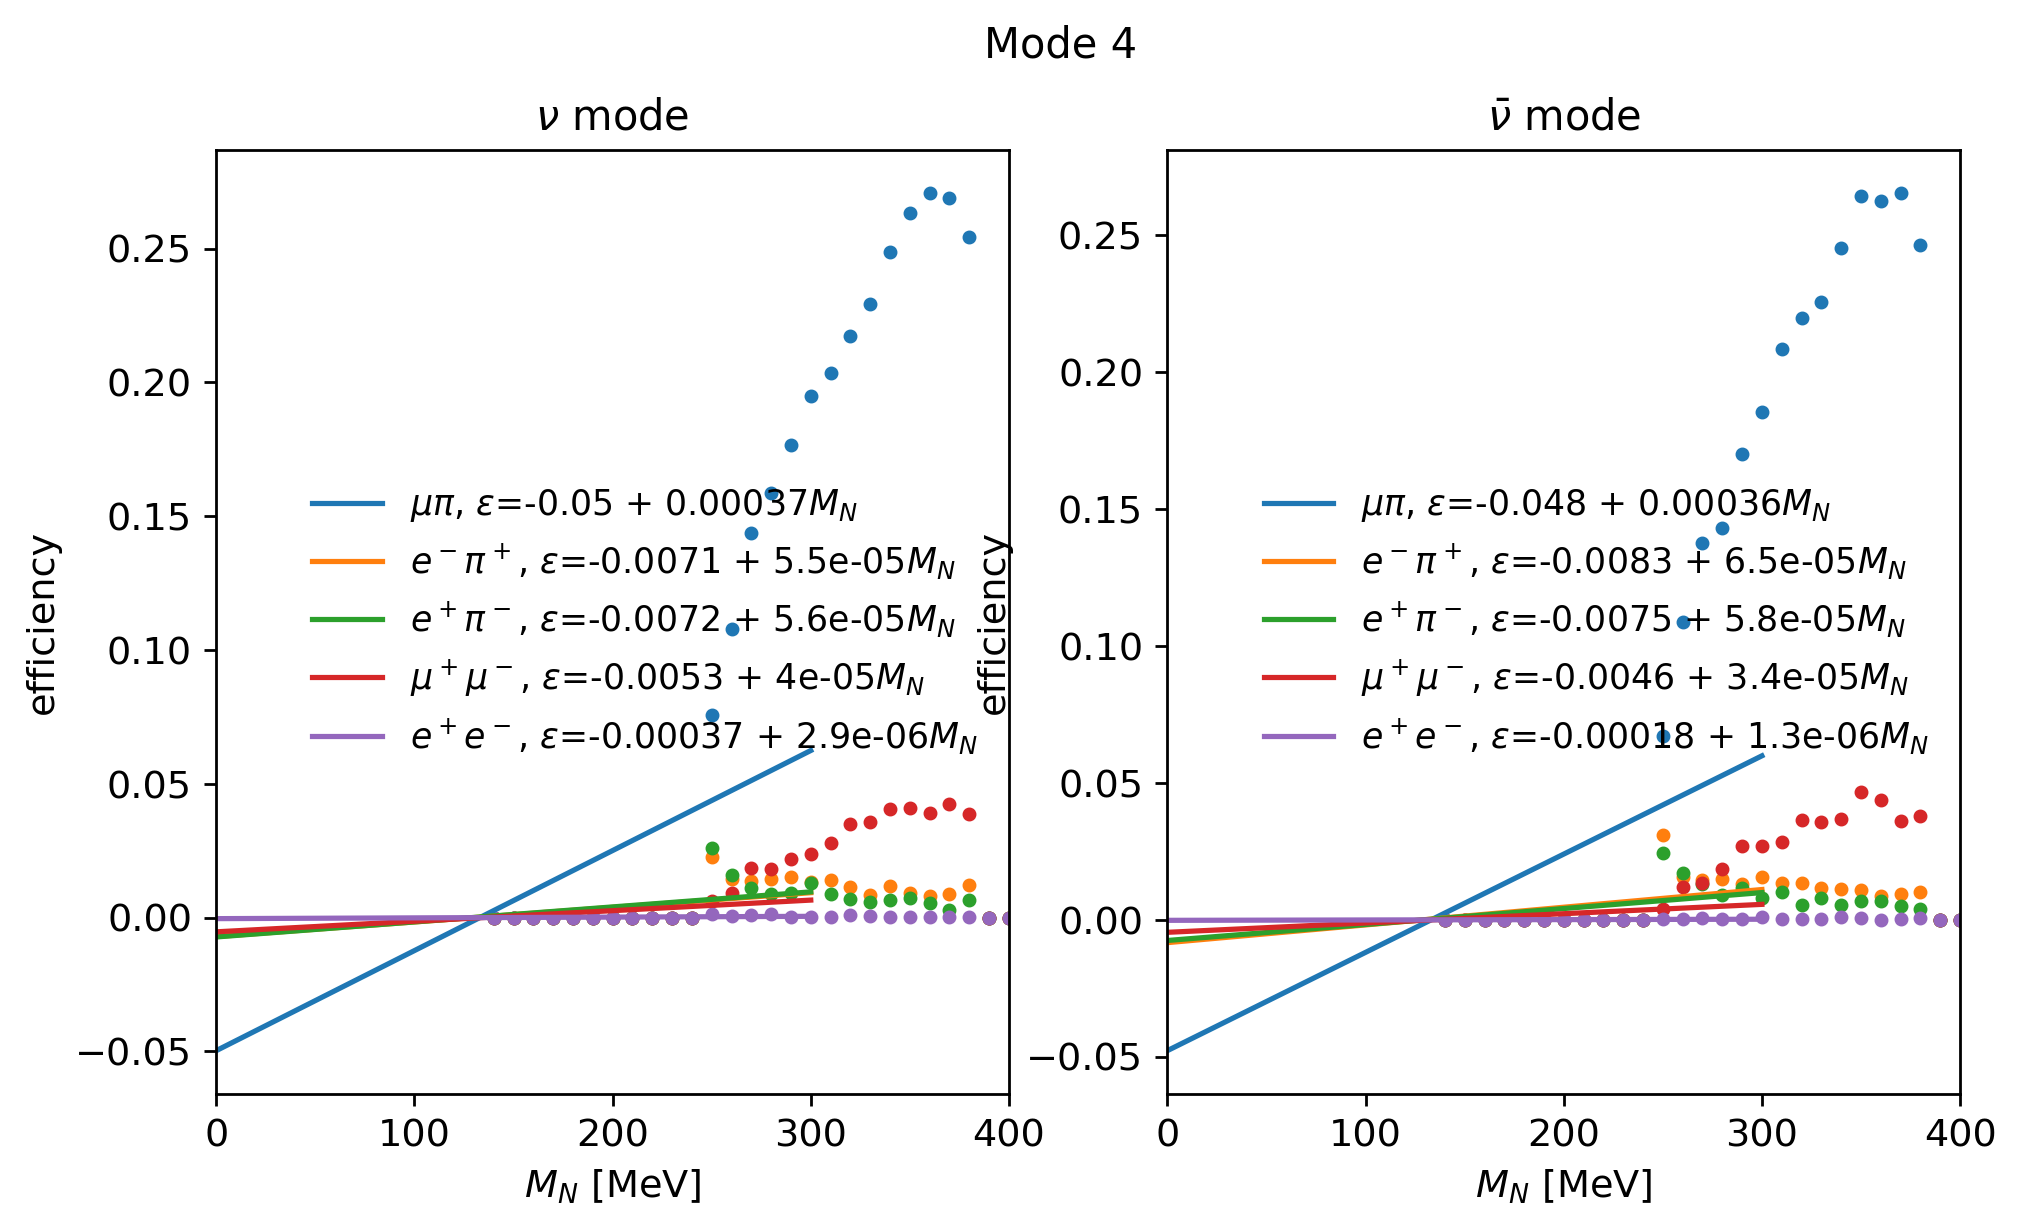 Mode 4
ν mode
efficiency
0.25
0.20
0.15
0.10
0.05
0.00
−0.05
μπ, ε=-0.05 + 0.00037M_N
e⁻π⁺, ε=-0.0071 + 5.5e-05M_N
e⁺π⁻, ε=-0.0072 + 5.6e-05M_N
μ⁺μ⁻, ε=-0.0053 + 4e-05M_N
e⁺e⁻, ε=-0.00037 + 2.9e-06M_N
0 100 200 300 400
M_N [MeV]
ν̄ mode
efficiency
0.25
0.20
0.15
0.10
0.05
0.00
−0.05
μπ, ε=-0.048 + 0.00036M_N
e⁻π⁺, ε=-0.0083 + 6.5e-05M_N
e⁺π⁻, ε=-0.0075 + 5.8e-05M_N
μ⁺μ⁻, ε=-0.0046 + 3.4e-05M_N
e⁺e⁻, ε=-0.00018 + 1.3e-06M_N
0 100 200 300 400
M_N [MeV]